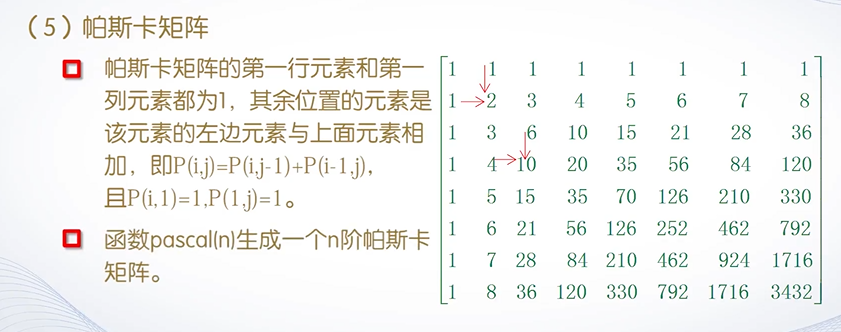 （5）帕斯卡矩阵
帕斯卡矩阵的第一行元素和第一
列元素都为1，其余位置的元素是
该元素的左边元素与上面元素相
加，即P(i,j)=P(i,j-1)+P(i-1,j)，
且P(i,1)=1,P(1,j)=1。
函数pascal(n)生成一个n阶帕斯卡
矩阵。
1 1 1 1 1 1 1 1
1 2 3 4 5 6 7 8
1 3 6 10 15 21 28 36
1 4 10 20 35 56 84 120
1 5 15 35 70 126 210 330
1 6 21 56 126 252 462 792
1 7 28 84 210 462 924 1716
1 8 36 120 330 792 1716 3432